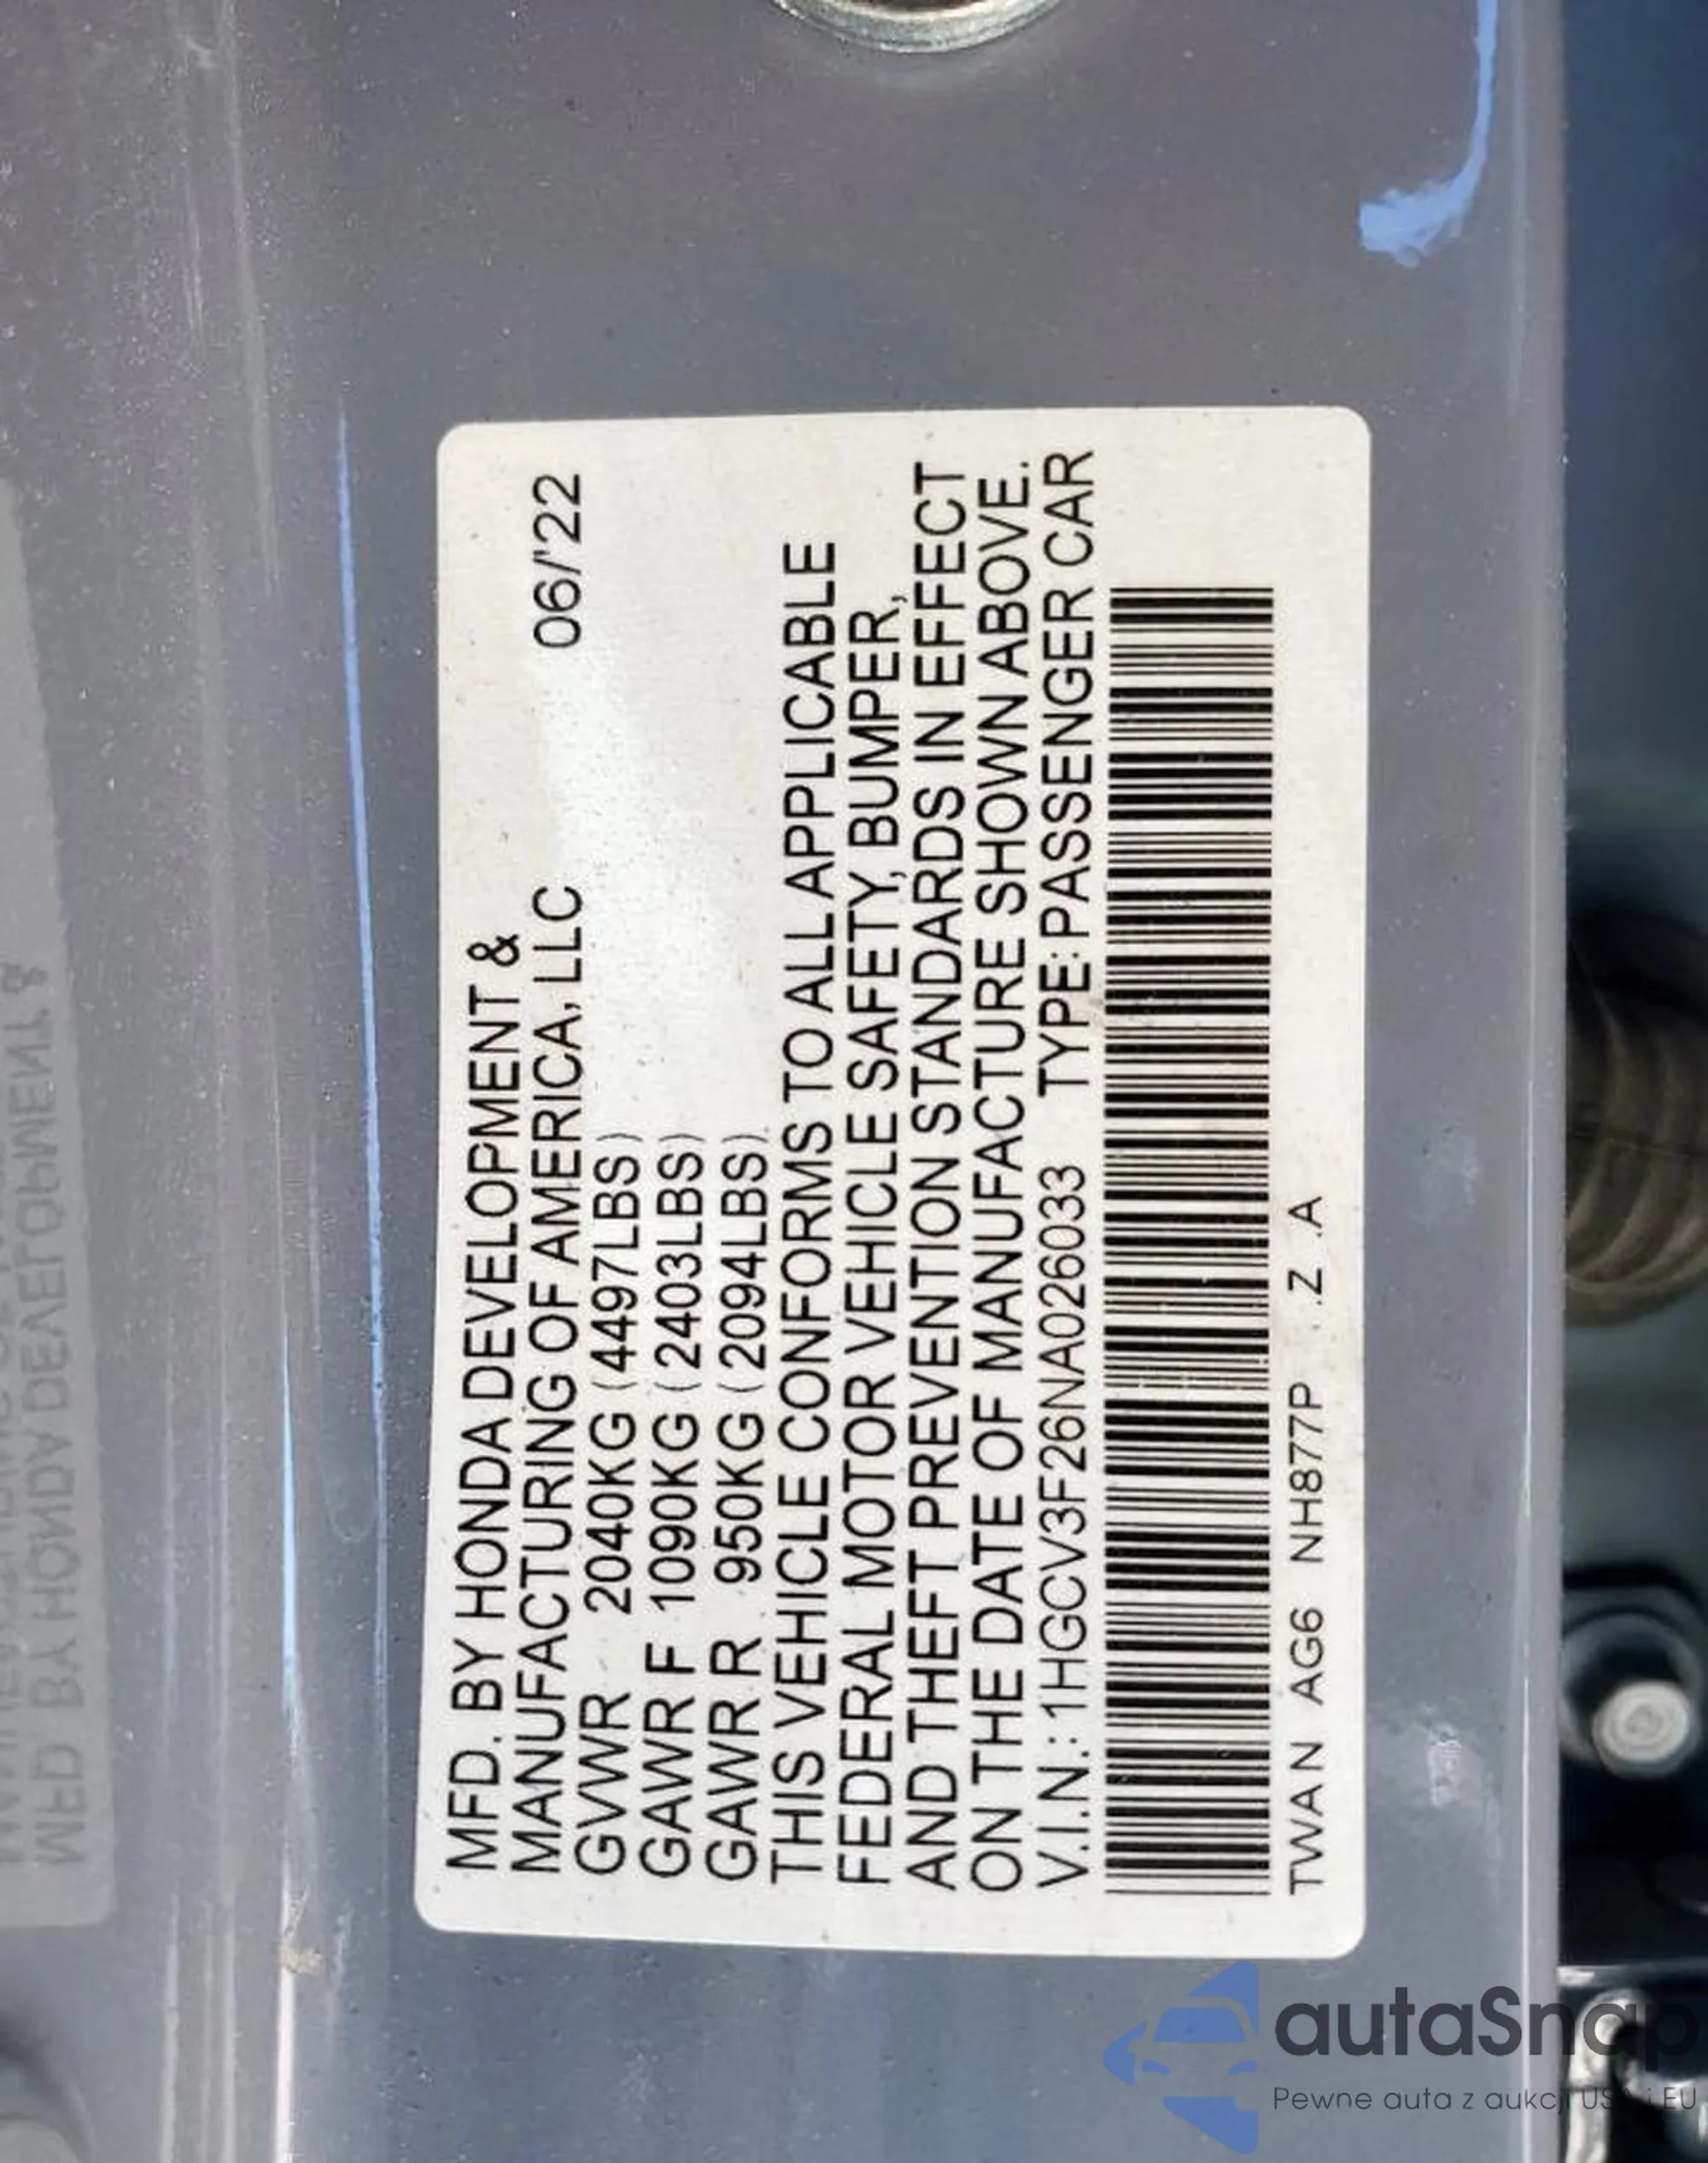 MFD. BY HONDA DEVELOPMENT &
MANUFACTURING OF AMERICA, LLC 06/'22
GVWR 2040KG (4497LBS)
GAWR F 1090KG (2403LBS)
GAWR R 950KG (2094LBS)
THIS VEHICLE CONFORMS TO ALL APPLICABLE
FEDERAL MOTOR VEHICLE SAFETY, BUMPER,
AND THEFT PREVENTION STANDARDS IN EFFECT
ON THE DATE OF MANUFACTURE SHOWN ABOVE.
V.I.N.: 1HGCV3F26NA026033 TYPE: PASSENGER CAR
TWAN AG6 NH877P ..Z .A
MFD BY HONDA DEVELOPMENT &
autaSnap
Pewne auta z aukcji USA i EU